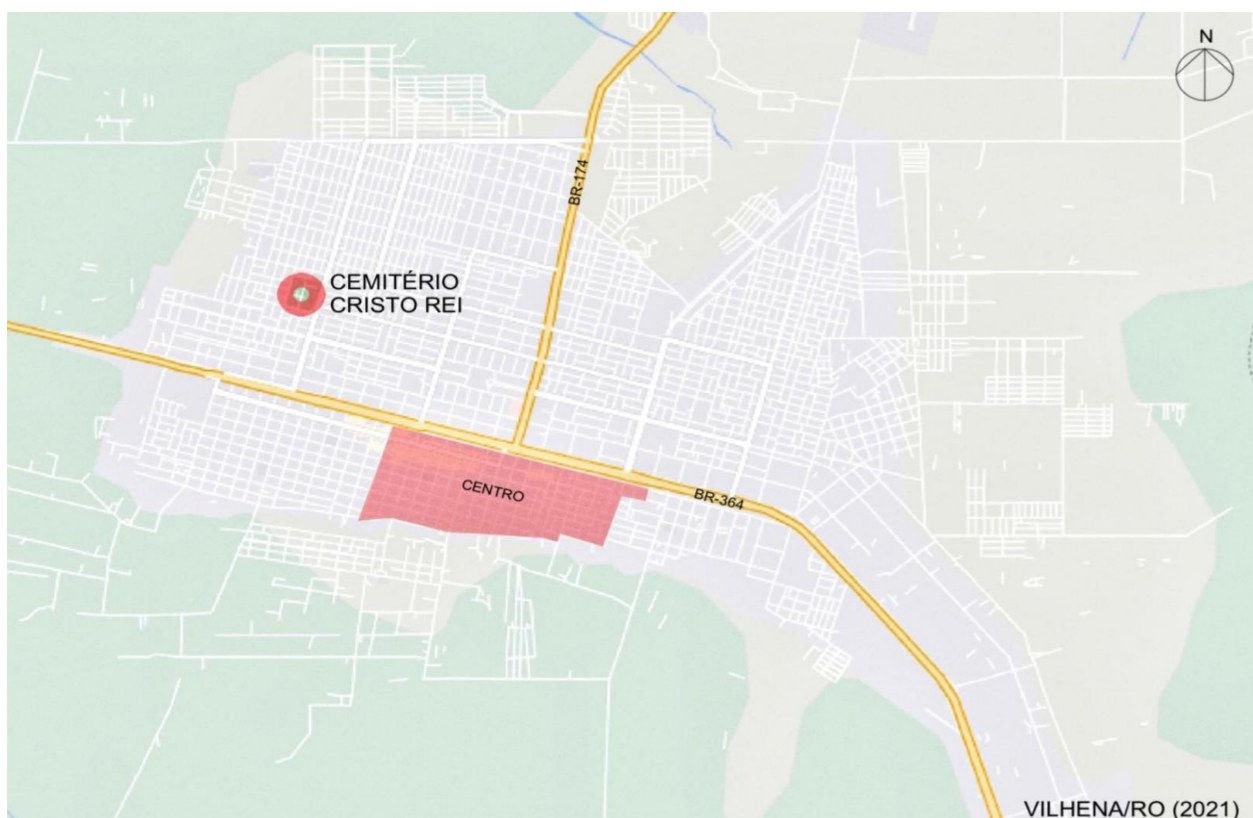 N
BR-174
CEMITÉRIO
CRISTO REI
CENTRO
BR-364
VILHENA/RO (2021)